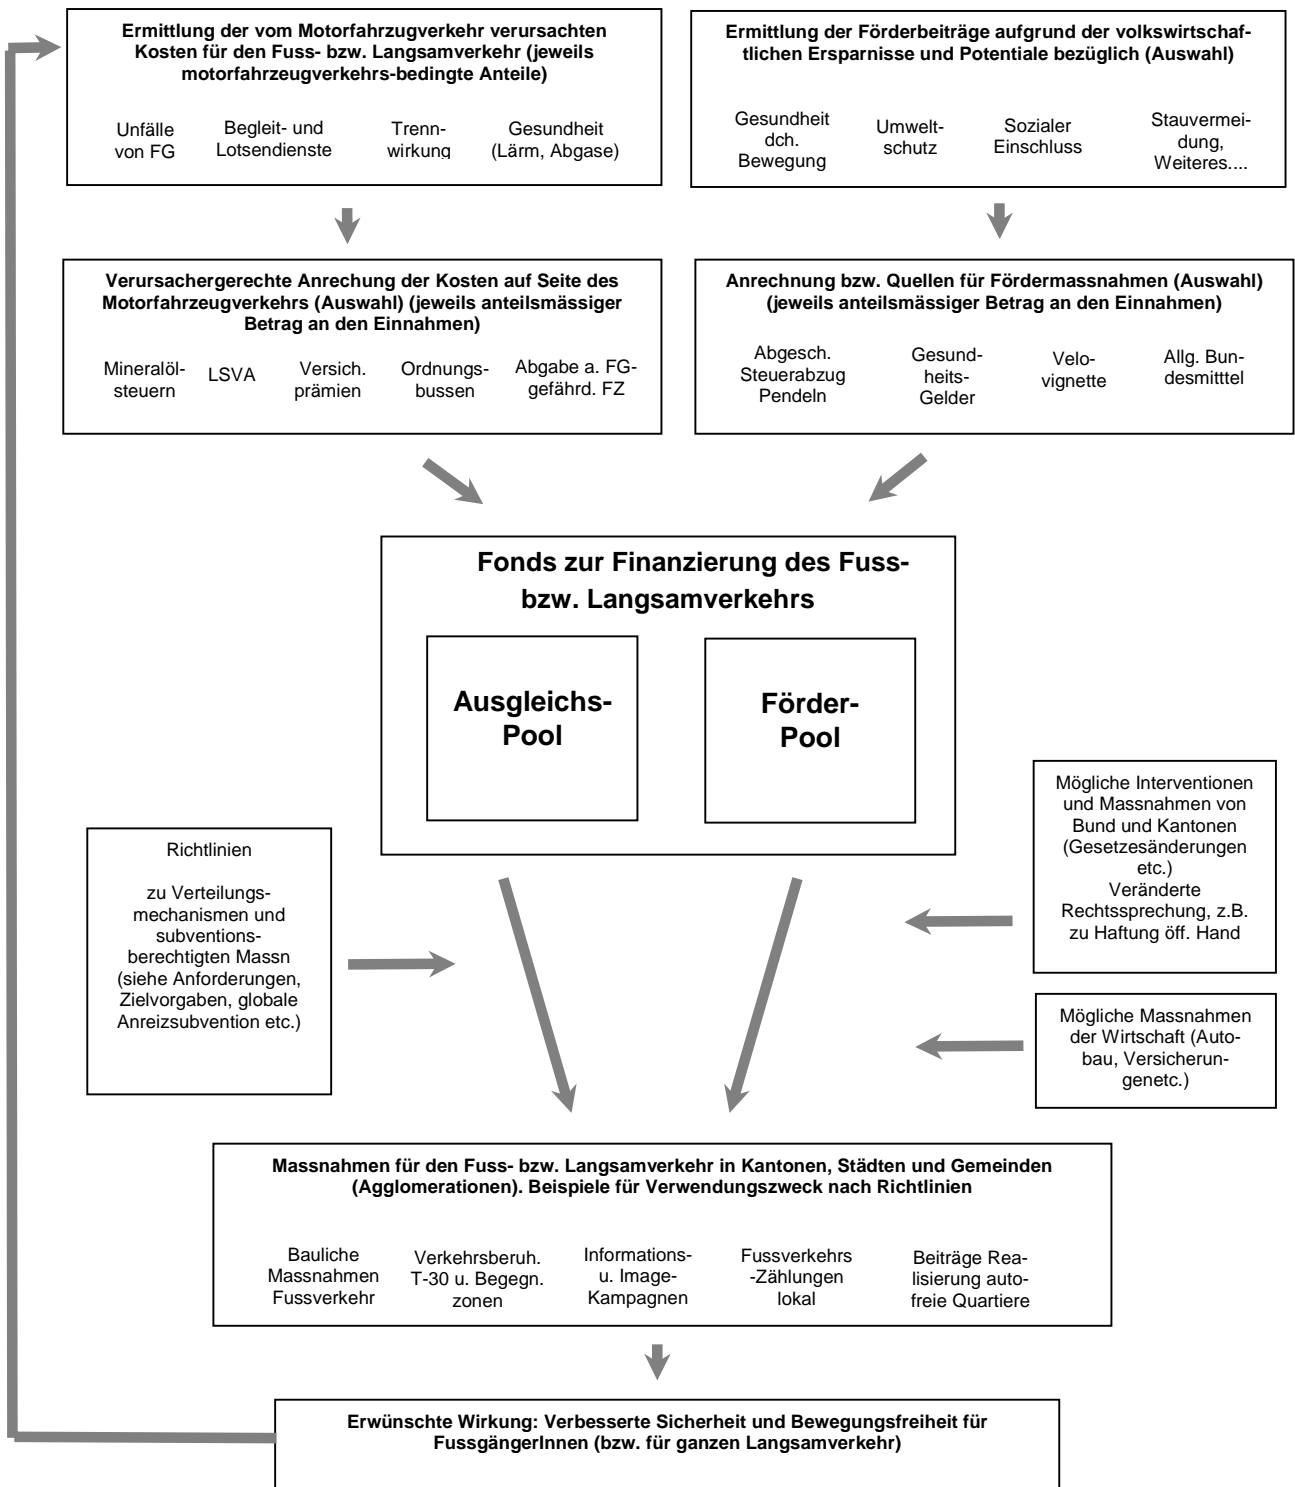 Ermittlung der vom Motorfahrzugverkehr verursachten
Kosten für den Fuss- bzw. Langsamverkehr (jeweils
motorfahrzeugverkehrs-bedingte Anteile)
Unfälle
von FG
Begleit- und
Lotsendienste
Trenn-
wirkung
Gesundheit
(Lärm, Abgase)
Ermittlung der Förderbeiträge aufgrund der volkswirtschaf-
tlichen Ersparnisse und Potentiale bezüglich (Auswahl)
Gesundheit
dch.
Bewegung
Umwelt-
schutz
Sozialer
Einschluss
Stauvermei-
dung,
Weiteres....
Verursachergerechte Anrechung der Kosten auf Seite des
Motorfahrzeugverkehrs (Auswahl) (jeweils anteilsmässiger
Betrag an den Einnahmen)
Mineralöl-
steuern
LSVA
Versich.
prämien
Ordnungs-
bussen
Abgabe a. FG-
gefährd. FZ
Anrechnung bzw. Quellen für Fördermassnahmen (Auswahl)
(jeweils anteilsmässiger Betrag an den Einnahmen)
Abgesch.
Steuerabzug
Pendeln
Gesund-
heits-
Gelder
Velo-
vignette
Allg. Bun-
desmitttel
Fonds zur Finanzierung des Fuss-
bzw. Langsamverkehrs
Ausgleichs-
Pool
Förder-
Pool
Richtlinien
zu Verteilungs-
mechanismen und
subventions-
berechtigten Massn
(siehe Anforderungen,
Zielvorgaben, globale
Anreizsubvention etc.)
Mögliche Interventionen
und Massnahmen von
Bund und Kantonen
(Gesetzesänderungen
etc.)
Veränderte
Rechtssprechung, z.B.
zu Haftung öff. Hand
Mögliche Massnahmen
der Wirtschaft (Auto-
bau, Versicherun-
genetc.)
Massnahmen für den Fuss- bzw. Langsamverkehr in Kantonen, Städten und Gemeinden
(Agglomerationen). Beispiele für Verwendungszweck nach Richtlinien
Bauliche
Massnahmen
Fussverkehr
Verkehrsberuh.
T-30 u. Begegn.
zonen
Informations-
u. Image-
Kampagnen
Fussverkehrs
-Zählungen
lokal
Beiträge Rea-
lisierung auto-
freie Quartiere
Erwünschte Wirkung: Verbesserte Sicherheit und Bewegungsfreiheit für
FussgängerInnen (bzw. für ganzen Langsamverkehr)